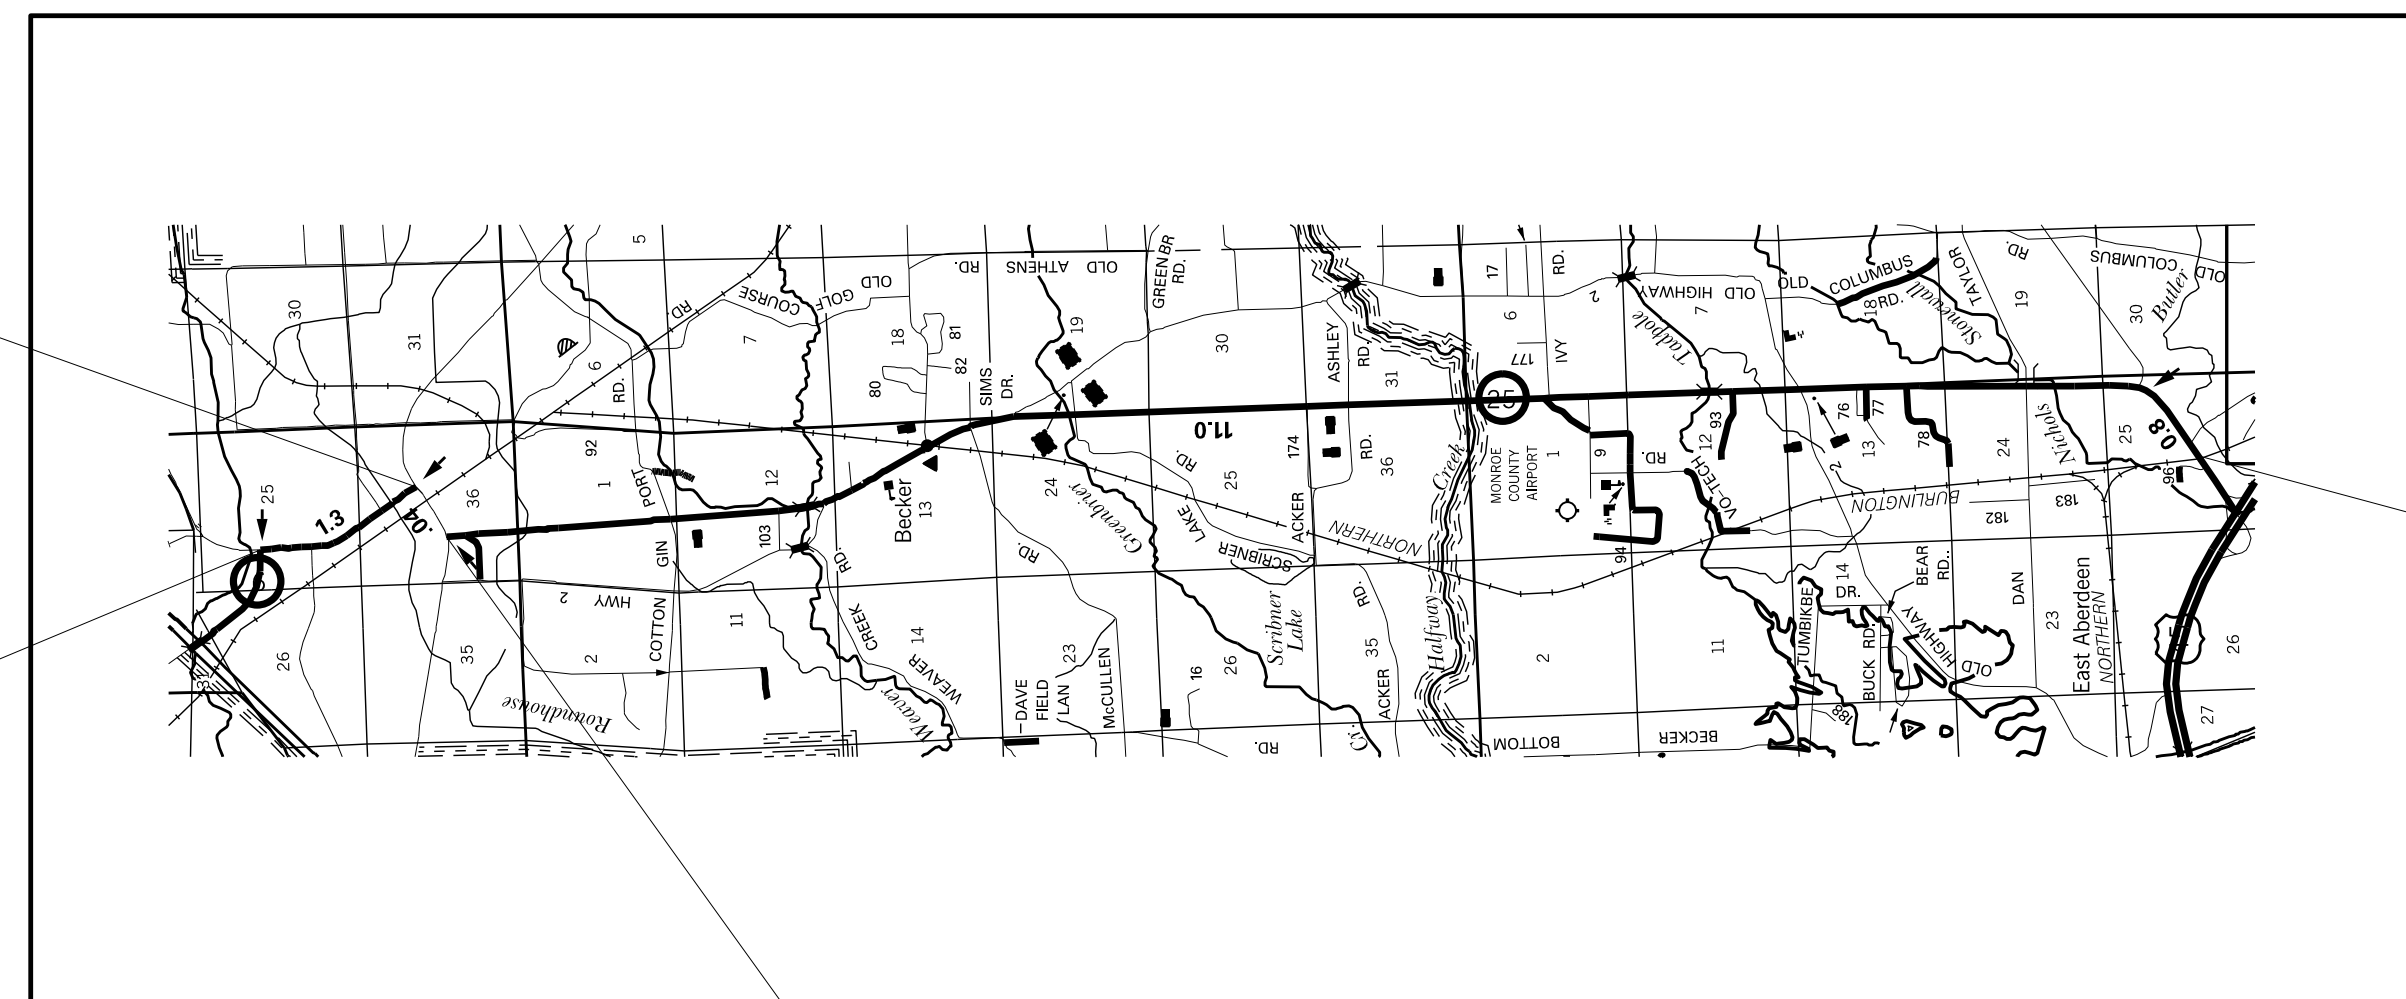 5
OLD ATHENS RD.
GREENBR
RD.
17
RD.
OLD HIGHWAY 2
OLD
COLUMBUS
RD.
TAYLOR
RD.
OLD COLUMBUS
OLD
30
31
6
RD.
RD.
OLD GOLF COURSE
7
18
81
82
80
SIMS
DR.
19
30
ASHLEY
RD.
31
6
177
IVY
Tadpole
7
18
Stonewall
19
30
Butler
25
1.3
.04
36
92
1
PORT
12
103
Becker
13
11.0
24
Greenbrier
RD.
LAKE
SCRIBNER
25
174
ACKER
RD.
36
NORTHERN
Creek
25
MONROE
COUNTY
AIRPORT
1
9
RD.
94
VO-TECH
12
93
76
77
13
2
78
BURLINGTON
24
182
183
Nichols
25
96
0.8
26
37
35
Roundhouse
2
HWY 2
GIN
COTTON
11
RD.
CREEK
WEAVER
14
Weaver
DAVE
FIELD
LAN
23
McCULLEN
RD.
16
26
Scribner
Lake
Cr.
RD.
35
ACKER
RD.
Halfway
BOTTOM
2
BECKER
11
TUMBIKBE
14
DR.
BUCK RD.
188
BEAR
RD.
OLD HIGHWAY
DAN
23
East Aberdeen
NORTHERN
27
26